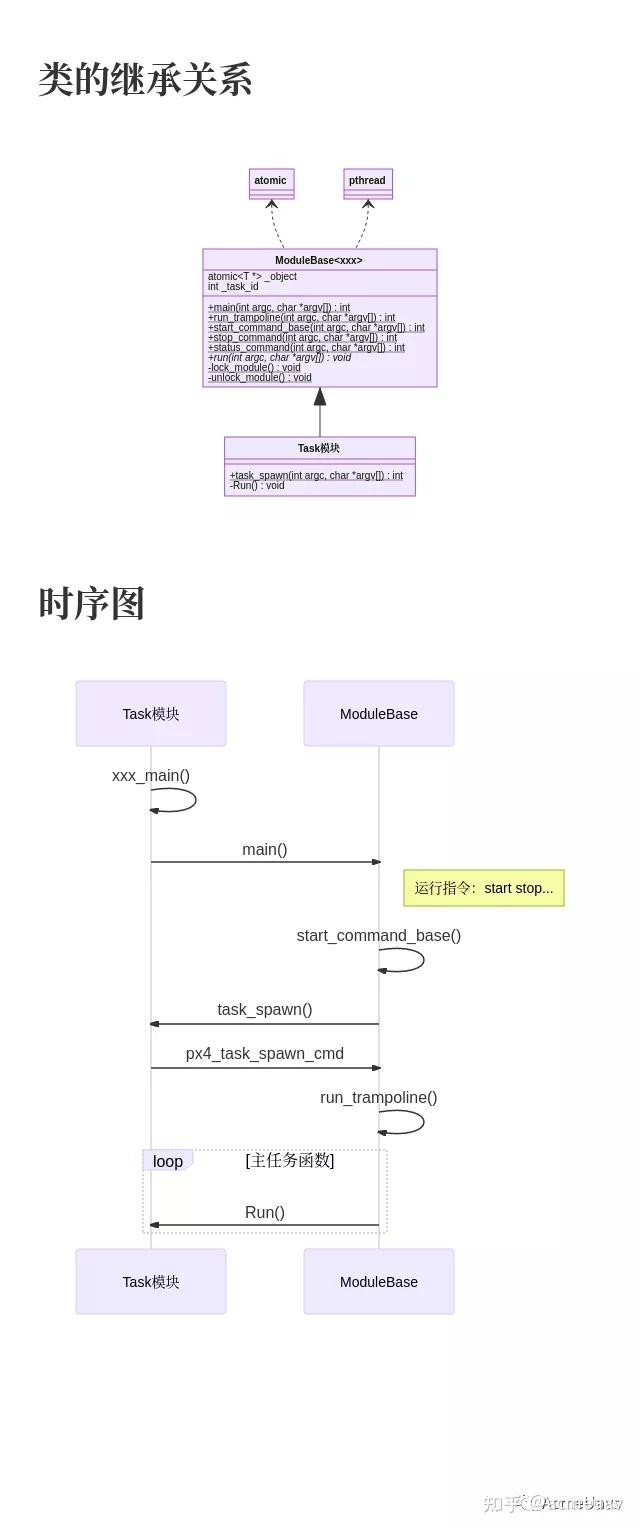 类的继承关系
atomic
pthread
ModuleBase<xxx>
atomic<T *> _object
int _task_id
+main(int argc, char *argv[]) : int
+run_trampoline(int argc, char *argv[]) : int
+start_command_base(int argc, char *argv[]) : int
+stop_command(int argc, char *argv[]) : int
+status_command(int argc, char *argv[]) : int
+run(int argc, char *argv[]) : void
-lock_module() : void
-unlock_module() : void
Task模块
+task_spawn(int argc, char *argv[]) : int
-Run() : void
时序图
Task模块
ModuleBase
xxx_main()
main()
运行指令：start stop...
start_command_base()
task_spawn()
px4_task_spawn_cmd
run_trampoline()
loop
[主任务函数]
Run()
Task模块
ModuleBase
知乎